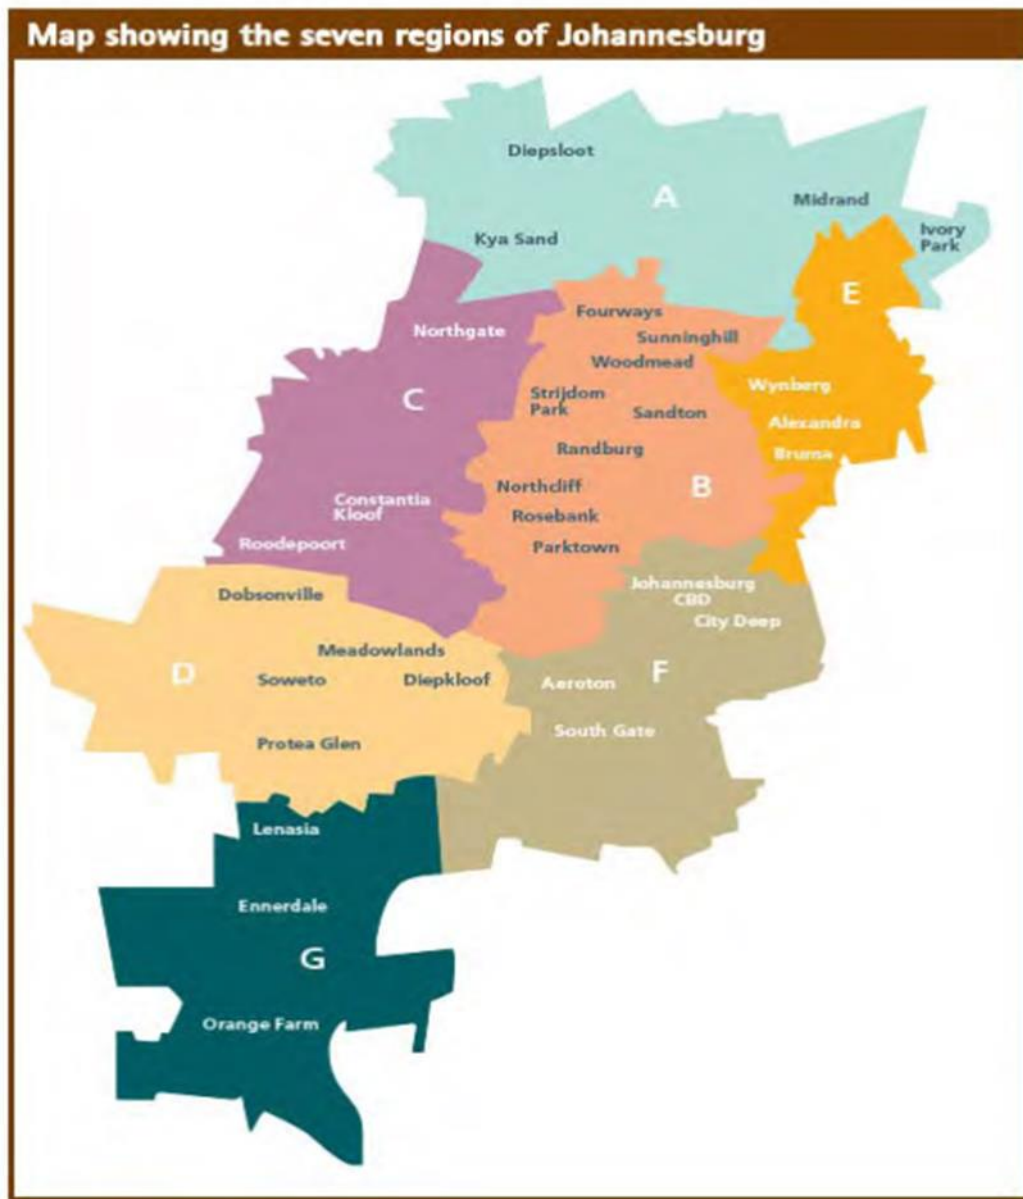 Map showing the seven regions of Johannesburg
Diepsloot
A
Midrand
Ivory
Park
Kya Sand
E
Fourways
Northgate
Sunninghill
Woodmead
Wynberg
C
Strijdom
Park
Sandton
Alexandra
Randburg
Bruma
Northcliff
B
Constantia
Kloof
Rosebank
Roodepoort
Parktown
Johannesburg
CBD
Dobsonville
City Deep
Meadowlands
D
Soweto
Diepkloof
Aeroton
F
South Gate
Protea Glen
Lenasia
Ennerdale
G
Orange Farm